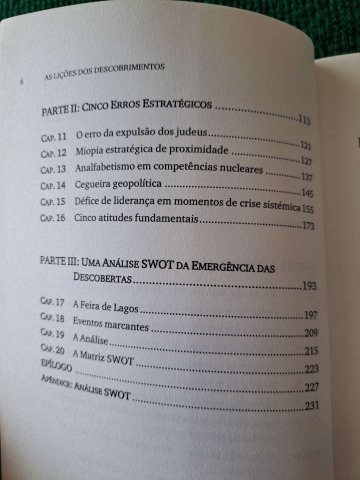 6 AS LIÇÕES DOS DESCOBRIMENTOS
PARTE II: CINCO ERROS ESTRATÉGICOS ........................ 113
CAP. 11 O erro da expulsão dos judeus ........................ 121
CAP. 12 Miopia estratégica de proximidade ........................ 127
CAP. 13 Analfabetismo em competências nucleares ........................ 137
CAP. 14 Cegueira geopolítica ........................ 145
CAP. 15 Défice de liderança em momentos de crise sistémica 155
CAP. 16 Cinco atitudes fundamentais ........................ 173
PARTE III: UMA ANÁLISE SWOT DA EMERGÊNCIA DAS
DESCOBERTAS ........................ 193
CAP. 17 A Feira de Lagos ........................ 197
CAP. 18 Eventos marcantes ........................ 209
CAP. 19 A Análise ........................ 215
CAP. 20 A Matriz SWOT ........................ 223
EPÍLOGO ........................ 227
APÊNDICE: ANÁLISE SWOT ........................ 231